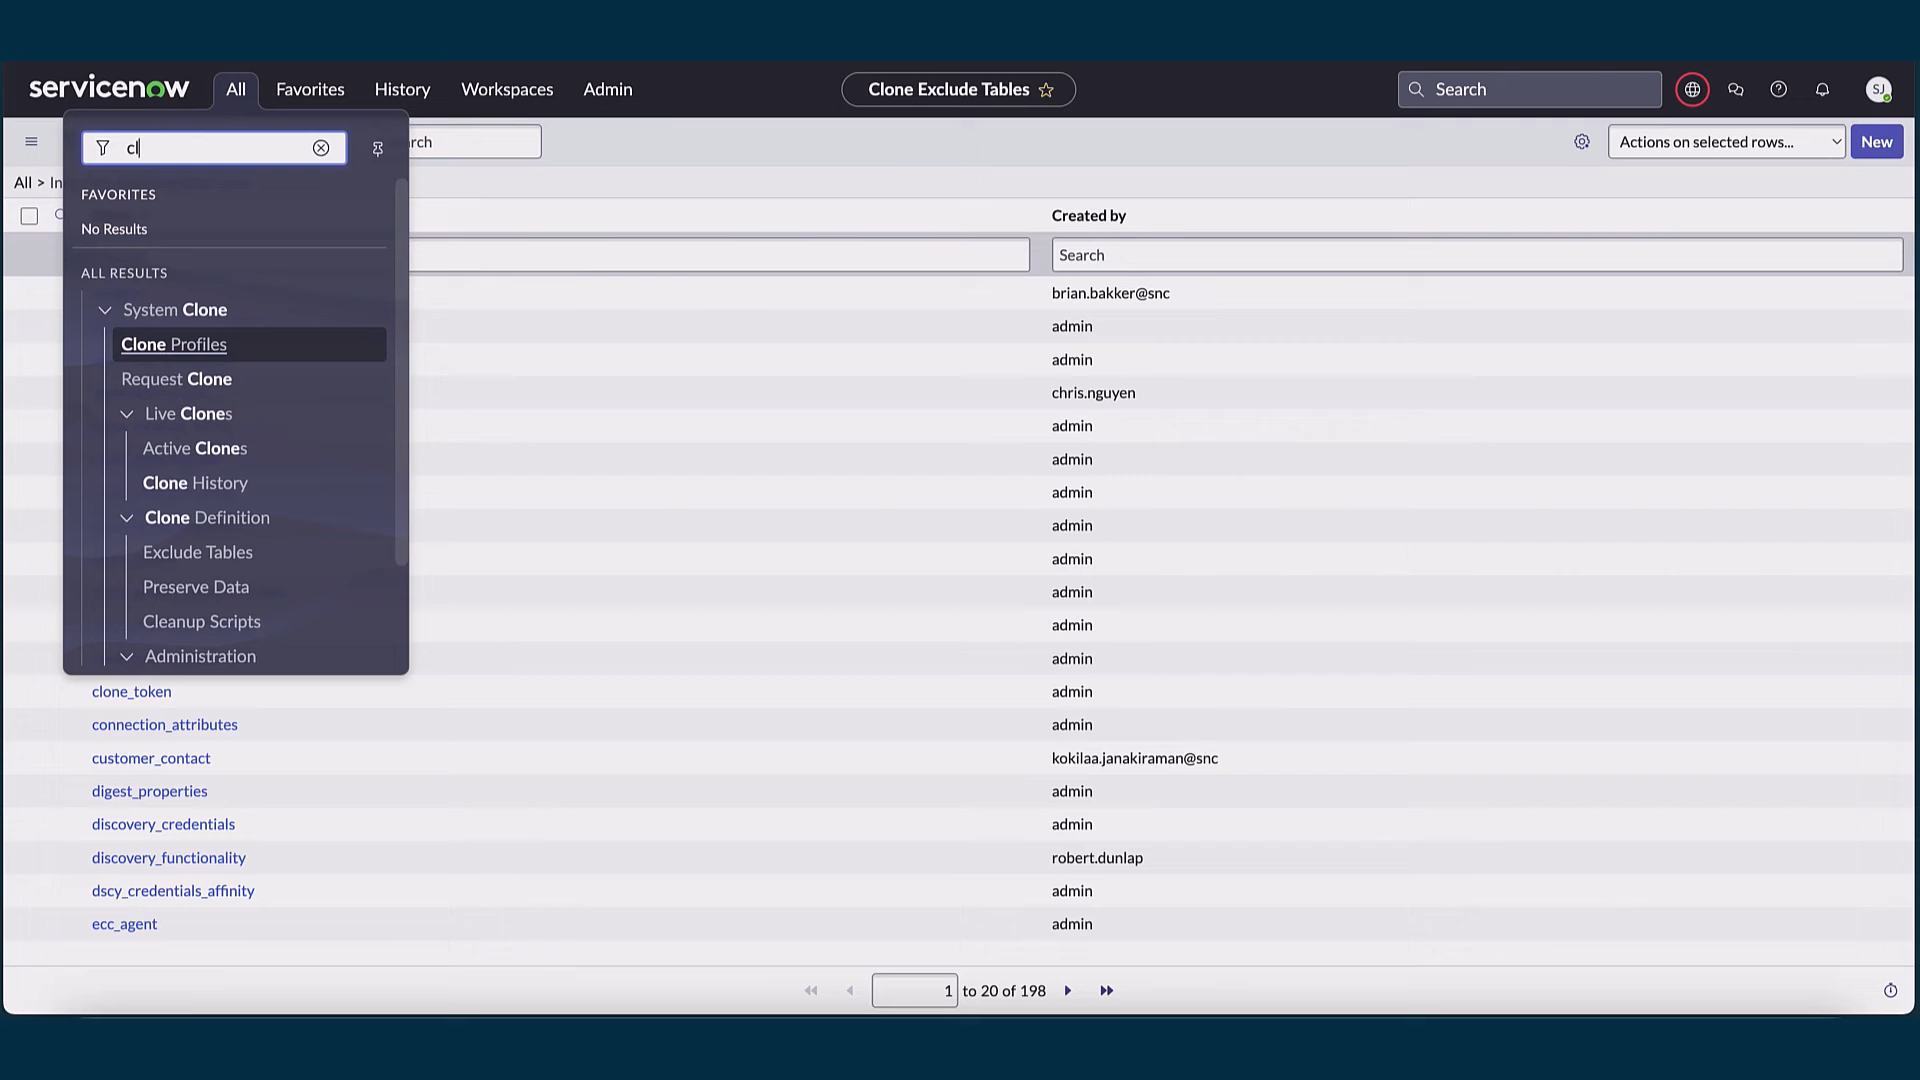 servicenow All Favorites History Workspaces Admin Clone Exclude Tables Search SJ
cl rch Actions on selected rows... New
All > In
FAVORITES
No Results
Created by
Search
ALL RESULTS
System Clone
Clone Profiles
Request Clone
Live Clones
Active Clones
Clone History
Clone Definition
Exclude Tables
Preserve Data
Cleanup Scripts
Administration
brian.bakker@snc
admin
admin
chris.nguyen
admin
admin
admin
admin
admin
admin
admin
admin
clone_token admin
connection_attributes admin
customer_contact kokilaa.janakiraman@snc
digest_properties admin
discovery_credentials admin
discovery_functionality robert.dunlap
dscy_credentials_affinity admin
ecc_agent admin
1 to 20 of 198